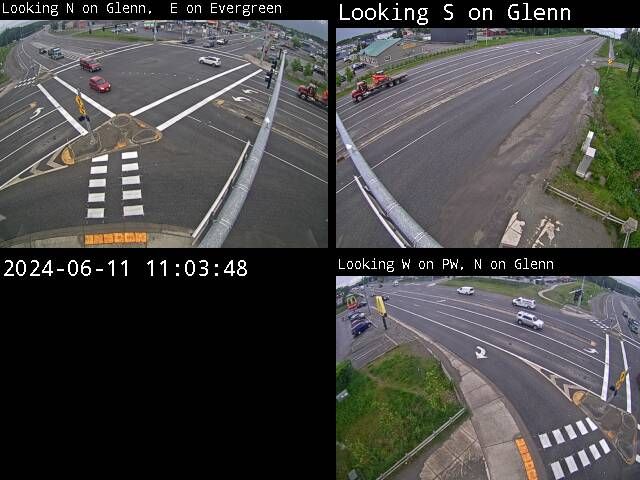 Looking N on Glenn, E on Evergreen
Looking S on Glenn
2024-06-11 11:03:48
Looking W on PW, N on Glenn